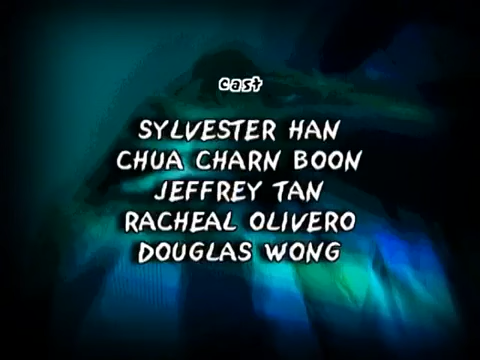 cast
SYLVESTER HAN
CHUA CHARN BOON
JEFFREY TAN
RACHEAL OLIVERO
DOUGLAS WONG